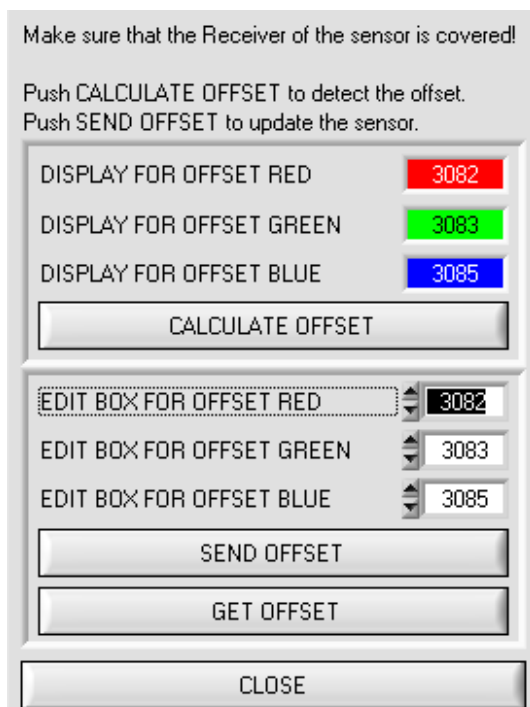 Make sure that the Receiver of the sensor is covered!
Push CALCULATE OFFSET to detect the offset.
Push SEND OFFSET to update the sensor.
DISPLAY FOR OFFSET RED 3082
DISPLAY FOR OFFSET GREEN 3083
DISPLAY FOR OFFSET BLUE 3085
CALCULATE OFFSET
EDIT BOX FOR OFFSET RED 3082
EDIT BOX FOR OFFSET GREEN 3083
EDIT BOX FOR OFFSET BLUE 3085
SEND OFFSET
GET OFFSET
CLOSE